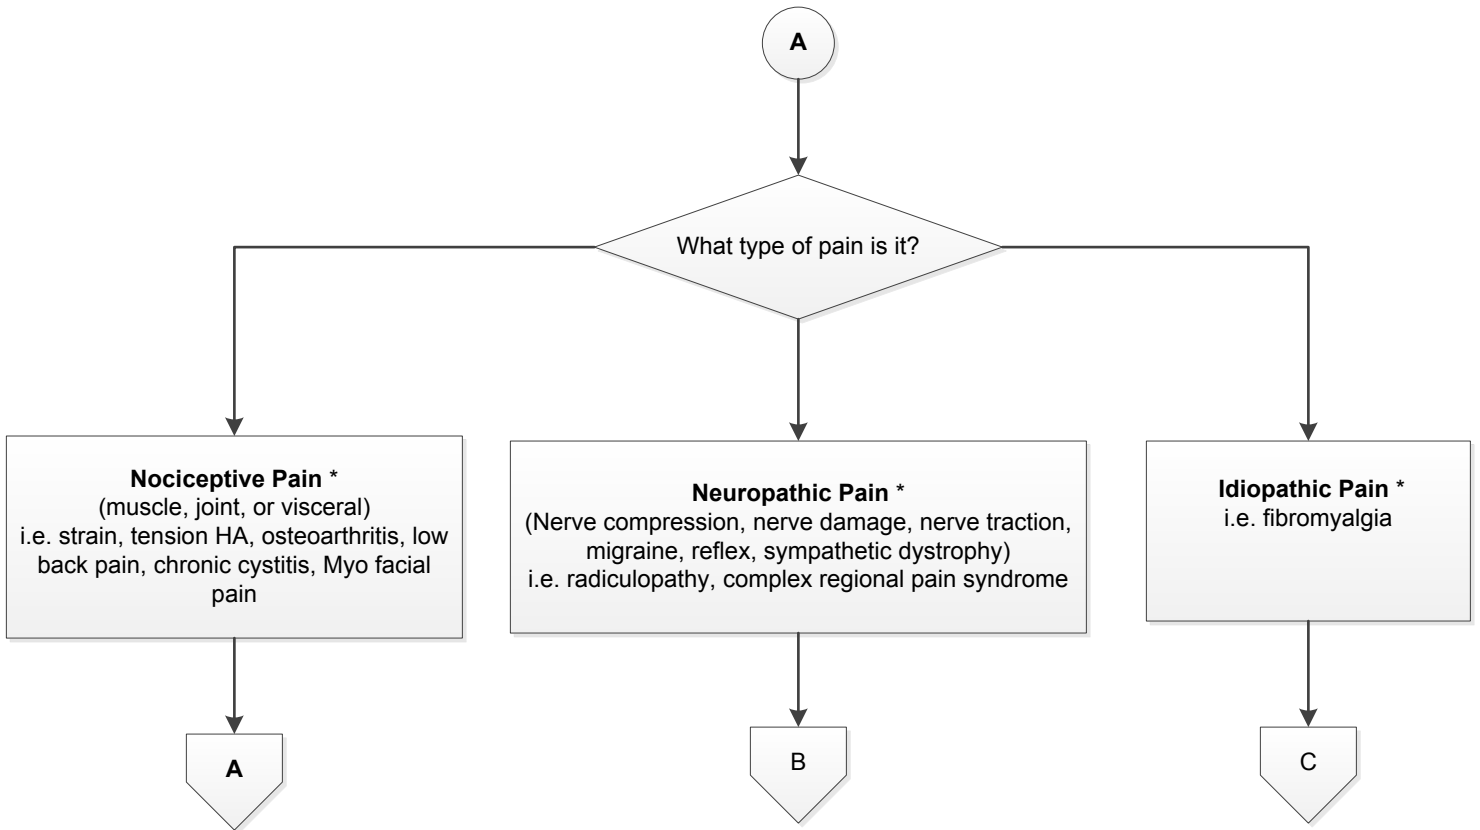 A
What type of pain is it?
Nociceptive Pain *
(muscle, joint, or visceral)
i.e. strain, tension HA, osteoarthritis, low
back pain, chronic cystitis, Myo facial
pain
Neuropathic Pain *
(Nerve compression, nerve damage, nerve traction,
migraine, reflex, sympathetic dystrophy)
i.e. radiculopathy, complex regional pain syndrome
Idiopathic Pain *
i.e. fibromyalgia
A
B
C